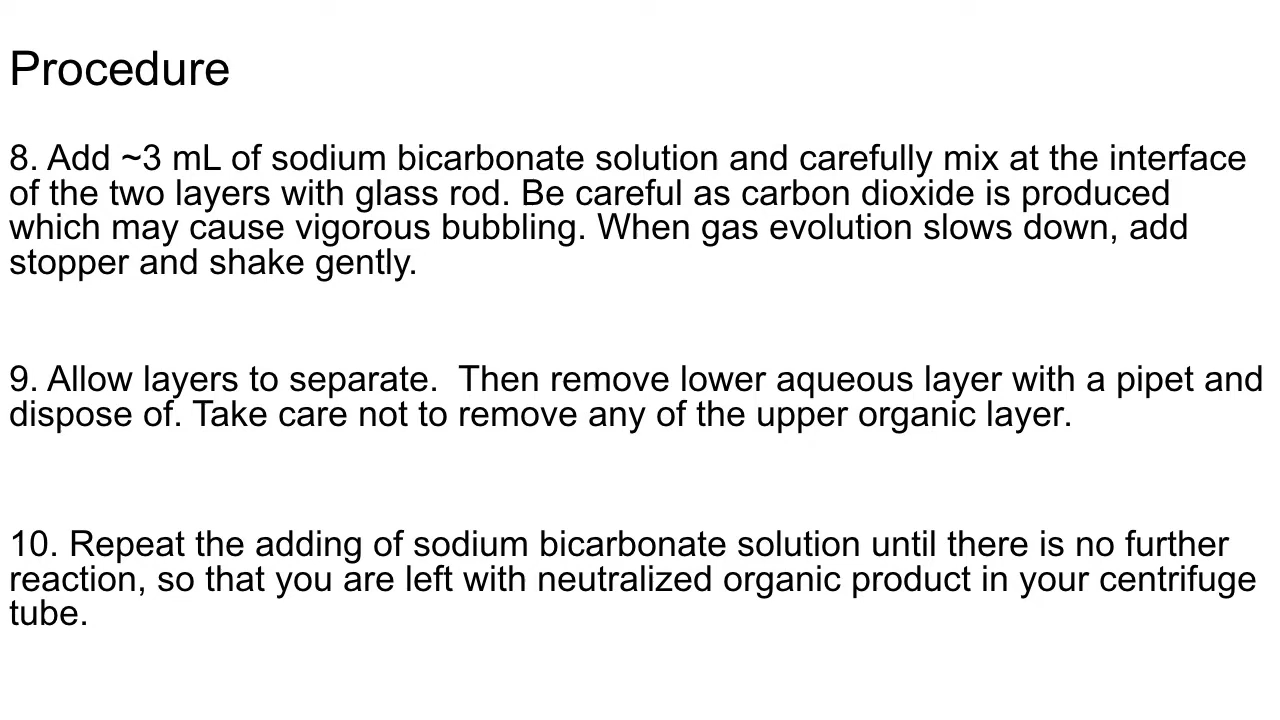 Procedure
8. Add ~3 mL of sodium bicarbonate solution and carefully mix at the interface
of the two layers with glass rod. Be careful as carbon dioxide is produced
which may cause vigorous bubbling. When gas evolution slows down, add
stopper and shake gently.
9. Allow layers to separate.  Then remove lower aqueous layer with a pipet and
dispose of. Take care not to remove any of the upper organic layer.
10. Repeat the adding of sodium bicarbonate solution until there is no further
reaction, so that you are left with neutralized organic product in your centrifuge
tube.